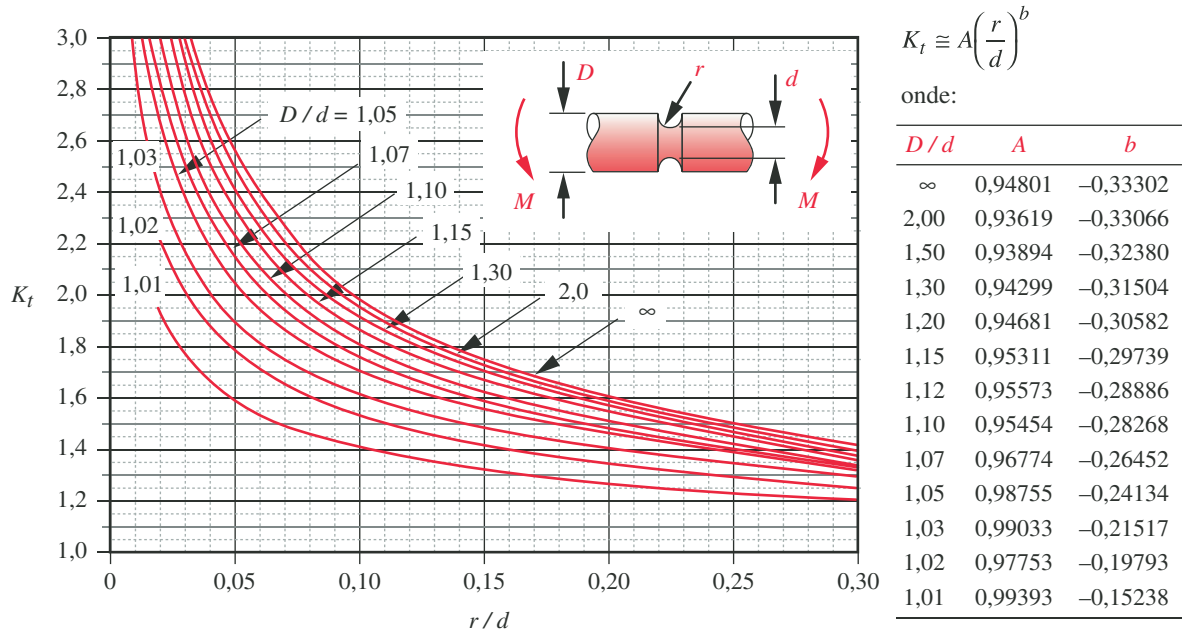 3,0
2,8
2,6
2,4
2,2
2,0
1,8
1,6
1,4
1,2
1,0
K_t
0 0,05 0,10 0,15 0,20 0,25 0,30
r / d
D / d = 1,05
1,03
1,07
1,10
1,02
1,15
1,01
1,30
2,0
∞
D r d
M M
K_t ≅ A(r/d)^b
onde:
D / d A b
∞ 0,94801 –0,33302
2,00 0,93619 –0,33066
1,50 0,93894 –0,32380
1,30 0,94299 –0,31504
1,20 0,94681 –0,30582
1,15 0,95311 –0,29739
1,12 0,95573 –0,28886
1,10 0,95454 –0,28268
1,07 0,96774 –0,26452
1,05 0,98755 –0,24134
1,03 0,99033 –0,21517
1,02 0,97753 –0,19793
1,01 0,99393 –0,15238